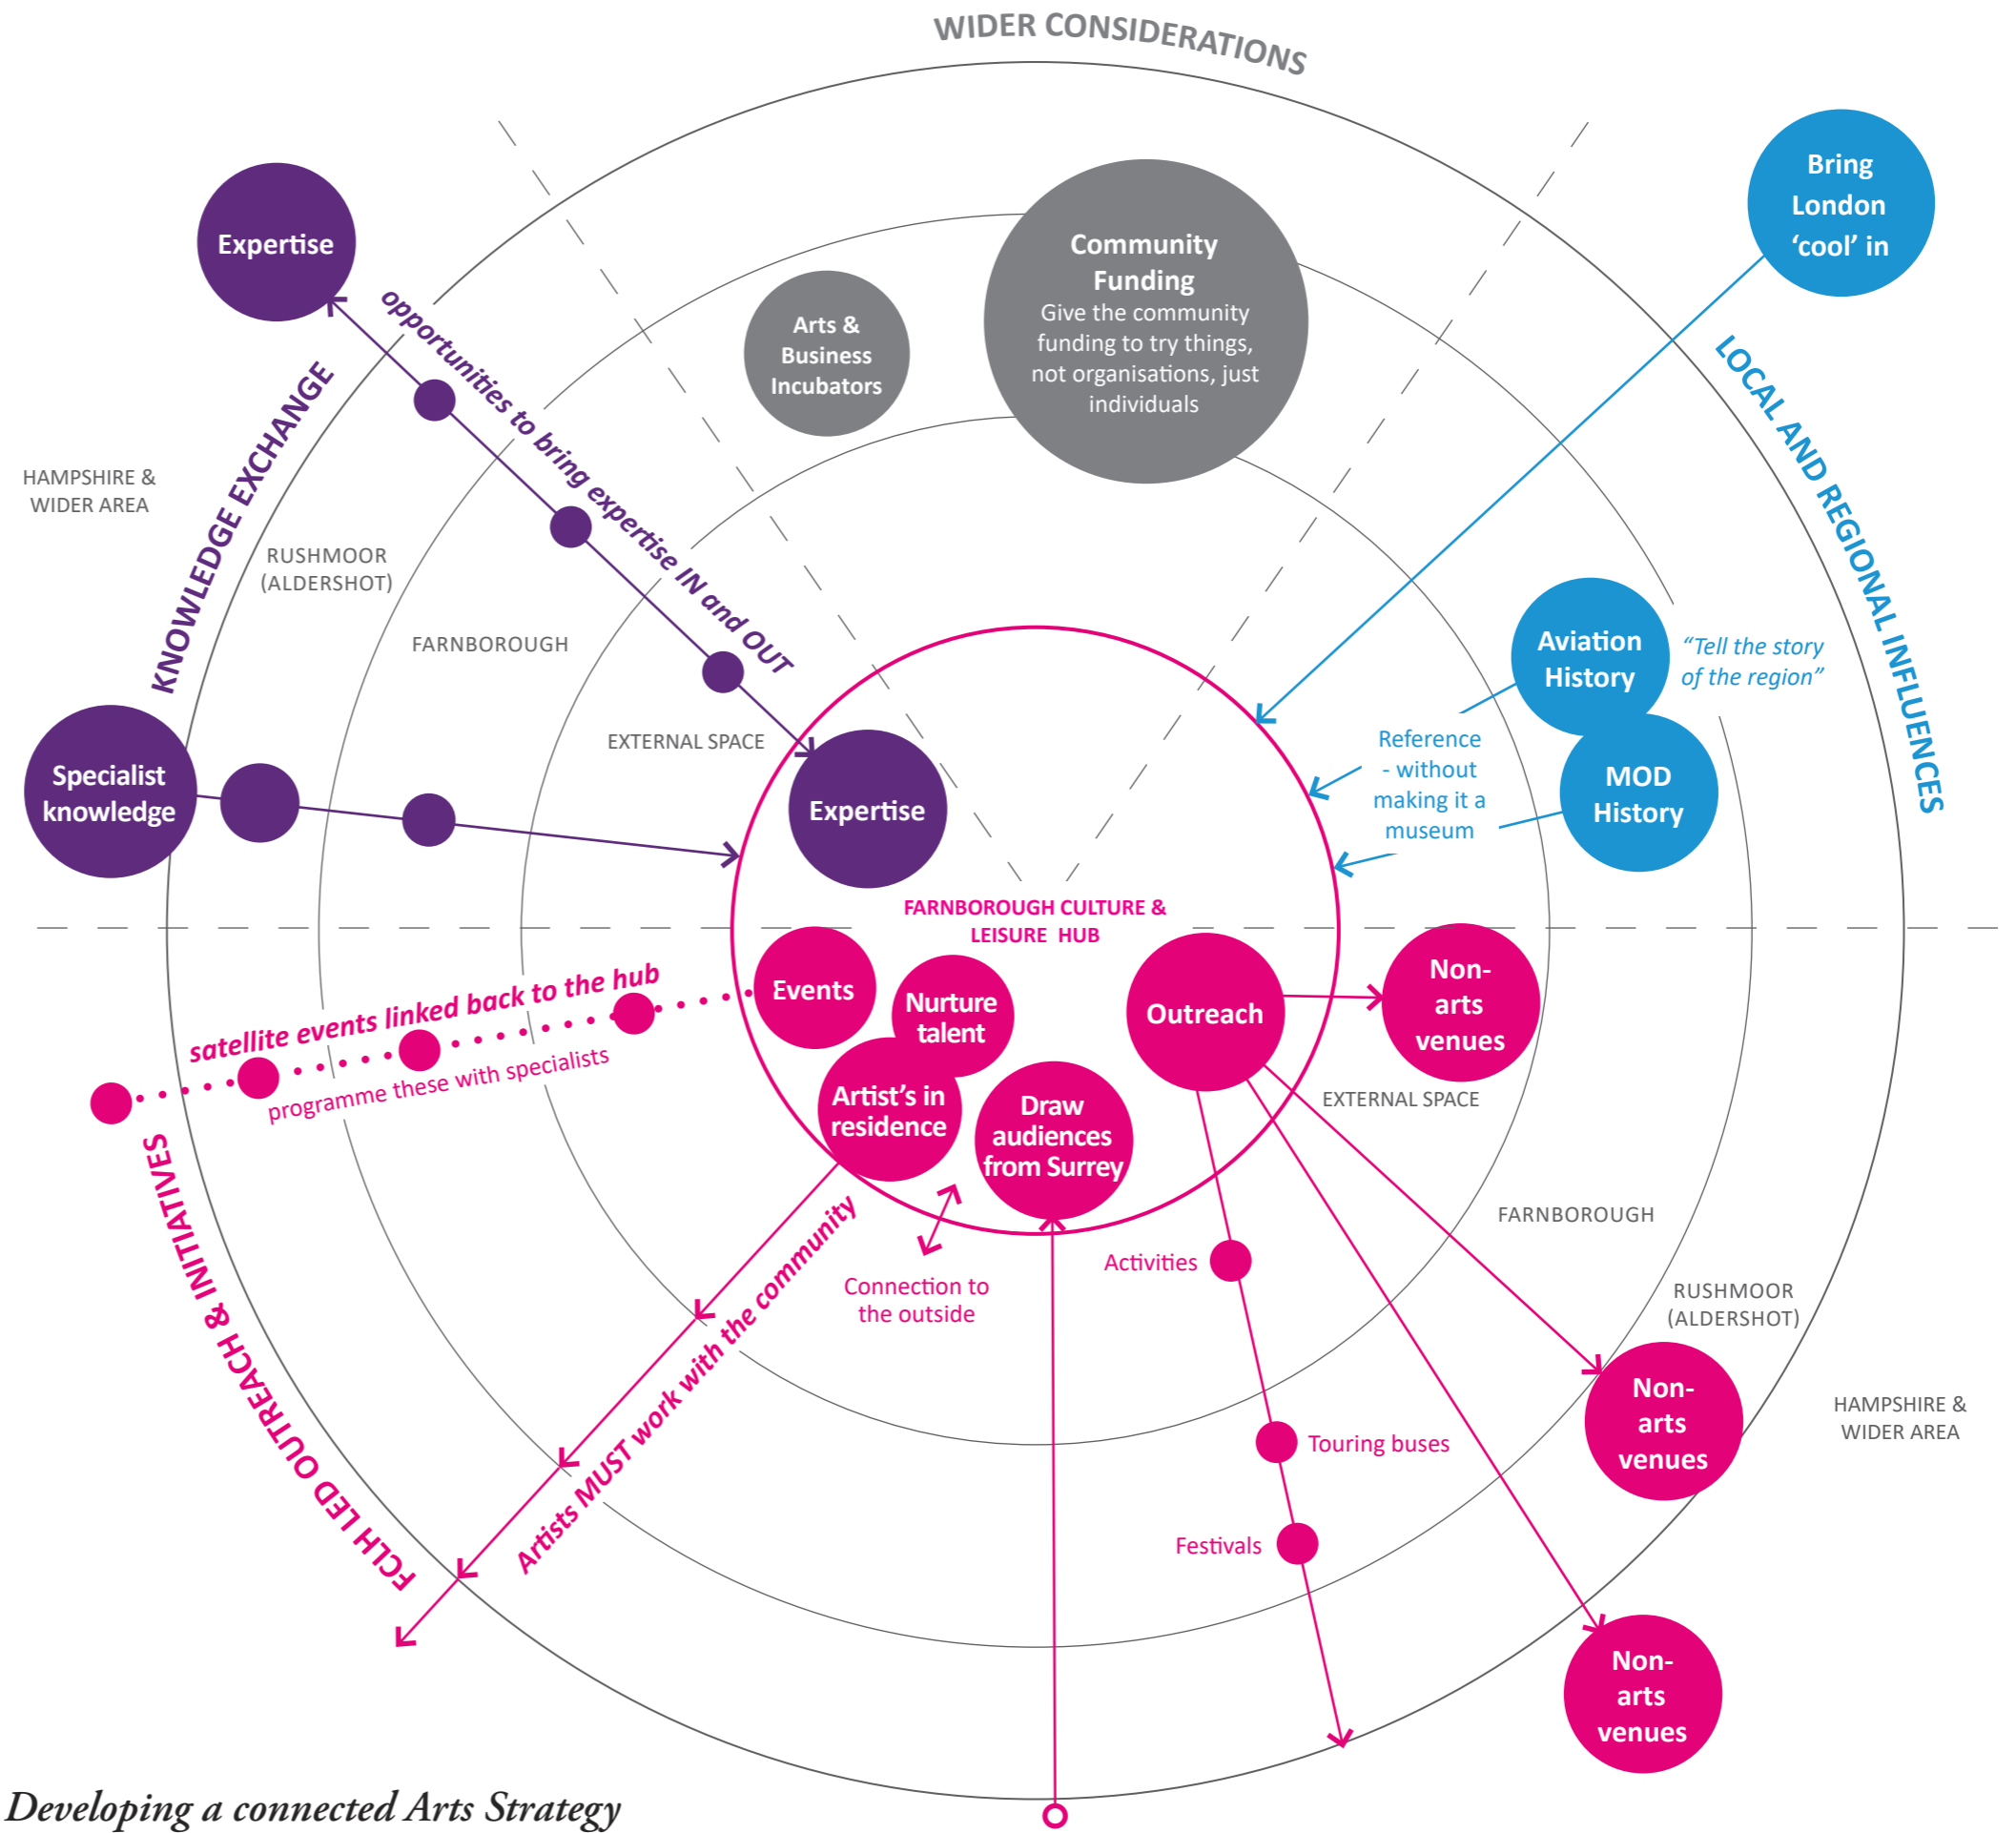 WIDER CONSIDERATIONS
Expertise
Bring
London
‘cool’ in
Community
Funding
Give the community
funding to try things,
not organisations, just
individuals
Arts &
Business
Incubators
opportunities to bring expertise IN and OUT
KNOWLEDGE EXCHANGE
LOCAL AND REGIONAL INFLUENCES
HAMPSHIRE &
WIDER AREA
RUSHMOOR
(ALDERSHOT)
FARNBOROUGH
EXTERNAL SPACE
Aviation
History
“Tell the story
of the region”
Reference
- without
making it a
museum
MOD
History
Specialist
knowledge
Expertise
FARNBOROUGH CULTURE &
LEISURE HUB
Events
Nurture
talent
Outreach
Non-
arts
venues
satellite events linked back to the hub
programme these with specialists
Artist’s in
residence
Draw
audiences
from Surrey
EXTERNAL SPACE
FCLH LED OUTREACH & INITIATIVES
Artists MUST work with the community
Connection to
the outside
Activities
FARNBOROUGH
RUSHMOOR
(ALDERSHOT)
Non-
arts
venues
HAMPSHIRE &
WIDER AREA
Touring buses
Festivals
Non-
arts
venues
Developing a connected Arts Strategy